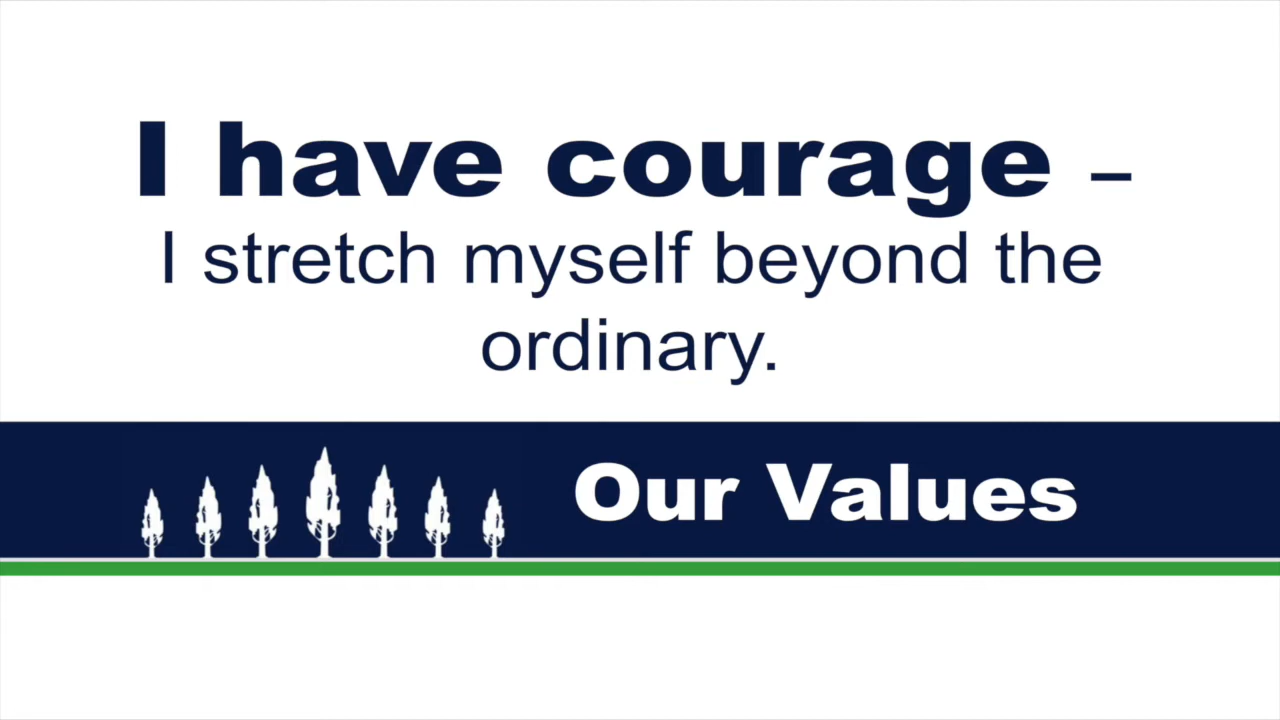 I have courage –
I stretch myself beyond the
ordinary.
Our Values